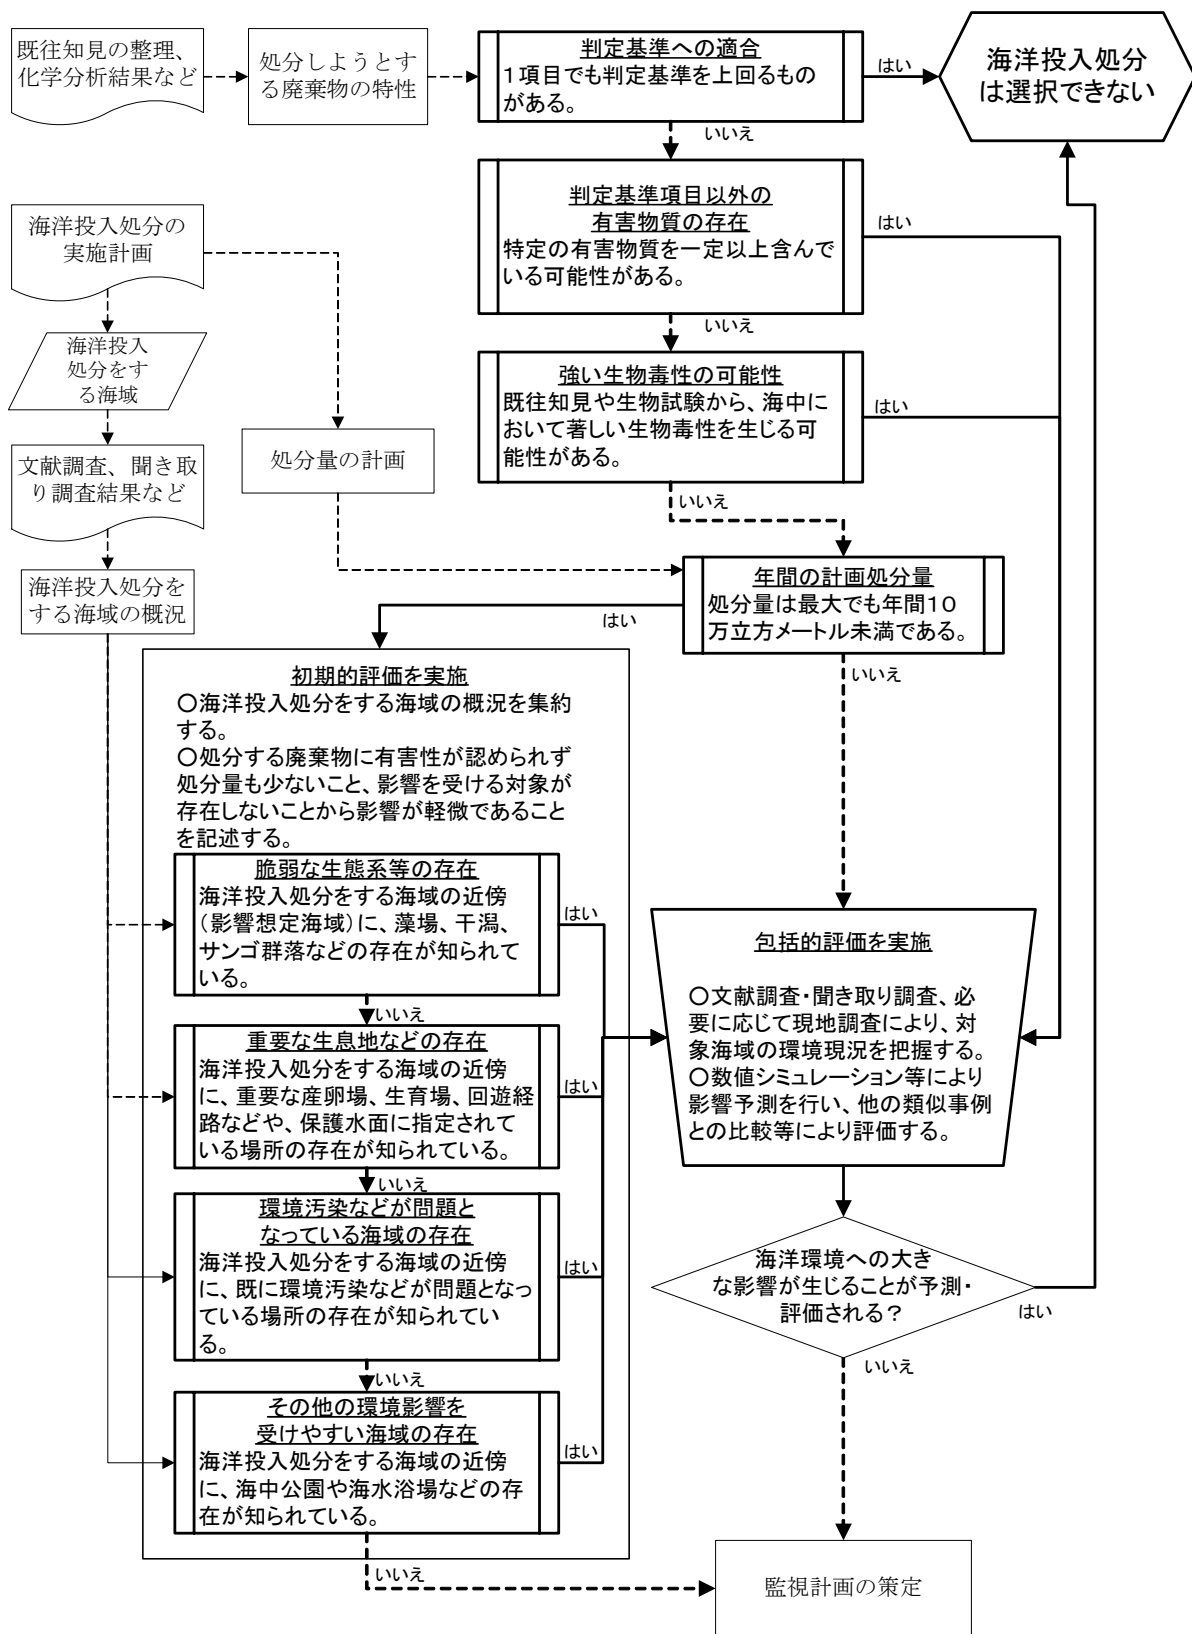 既往知見の整理、
化学分析結果など
処分しようとす
る廃棄物の特性
判定基準への適合
1項目でも判定基準を上回るもの
がある。
はい
海洋投入処分
は選択できない
いいえ
判定基準項目以外の
有害物質の存在
特定の有害物質を一定以上含んで
いる可能性がある。
はい
いいえ
海洋投入処分の
実施計画
海洋投入
処分をす
る海域
文献調査、聞き取
り調査結果など
海洋投入処分を
する海域の概況
処分量の計画
強い生物毒性の可能性
既往知見や生物試験から、海中に
おいて著しい生物毒性を生じる可
能性がある。
はい
いいえ
年間の計画処分量
処分量は最大でも年間10
万立方メートル未満である。
はい
いいえ
初期的評価を実施
○海洋投入処分をする海域の概況を集約
する。
○処分する廃棄物に有害性が認められず
処分量も少ないこと、影響を受ける対象が
存在しないことから影響が軽微であること
を記述する。
脆弱な生態系等の存在
海洋投入処分をする海域の近傍
(影響想定海域)に、藻場、干潟、
サンゴ群落などの存在が知られて
いる。
はい
いいえ
重要な生息地などの存在
海洋投入処分をする海域の近傍
に、重要な産卵場、生育場、回遊経
路などや、保護水面に指定されて
いる場所の存在が知られている。
はい
いいえ
環境汚染などが問題と
なっている海域の存在
海洋投入処分をする海域の近傍
に、既に環境汚染などが問題となっ
ている場所の存在が知られてい
る。
はい
いいえ
その他の環境影響を
受けやすい海域の存在
海洋投入処分をする海域の近傍
に、海中公園や海水浴場などの存
在が知られている。
はい
いいえ
包括的評価を実施
○文献調査・聞き取り調査、必
要に応じて現地調査により、対
象海域の環境現況を把握する。
○数値シミュレーション等により
影響予測を行い、他の類似事例
との比較等により評価する。
海洋環境への大き
な影響が生じることが予測・
評価される?
はい
いいえ
監視計画の策定